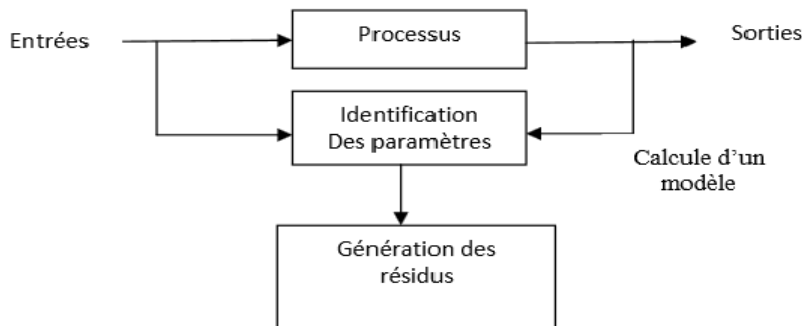 Entrées
Processus
Sorties
Identification
Des paramètres
Calcule d'un
modèle
Génération des
résidus